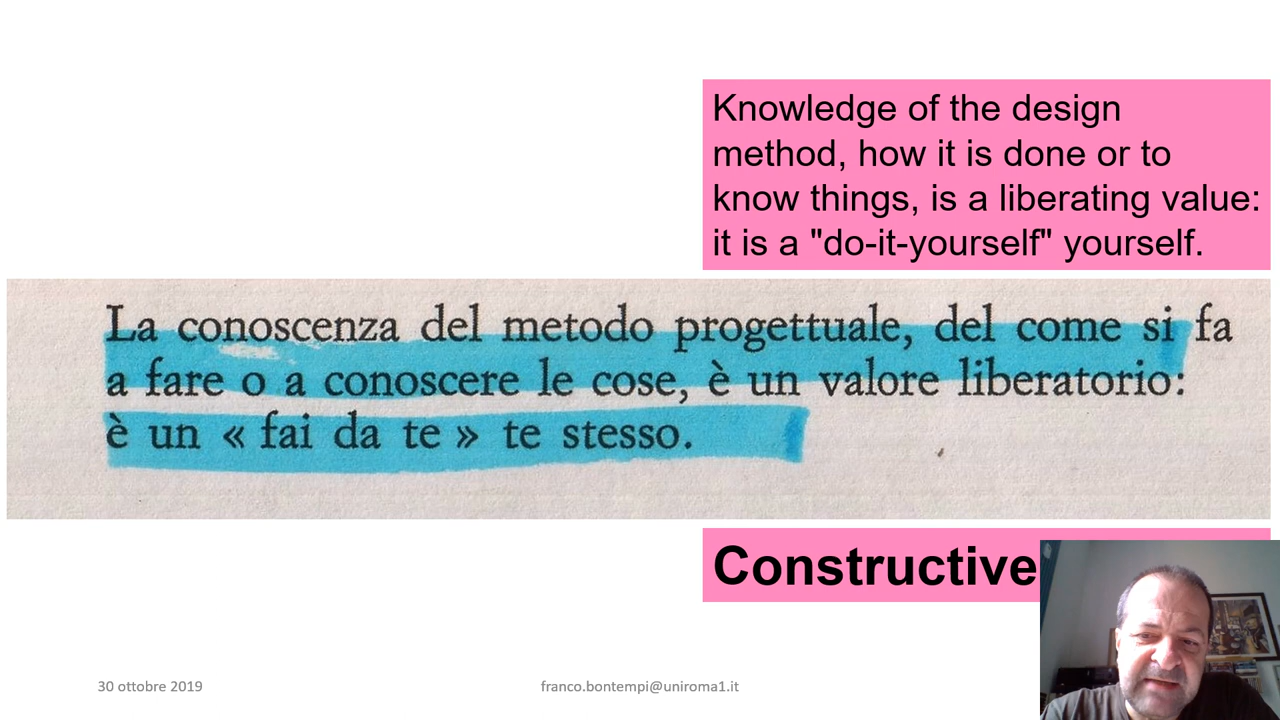 Knowledge of the design
method, how it is done or to
know things, is a liberating value:
it is a "do-it-yourself" yourself.
La conoscenza del metodo progettuale, del come si fa
a fare o a conoscere le cose, è un valore liberatorio:
è un « fai da te » te stesso.
Constructive
30 ottobre 2019
franco.bontempi@uniroma1.it